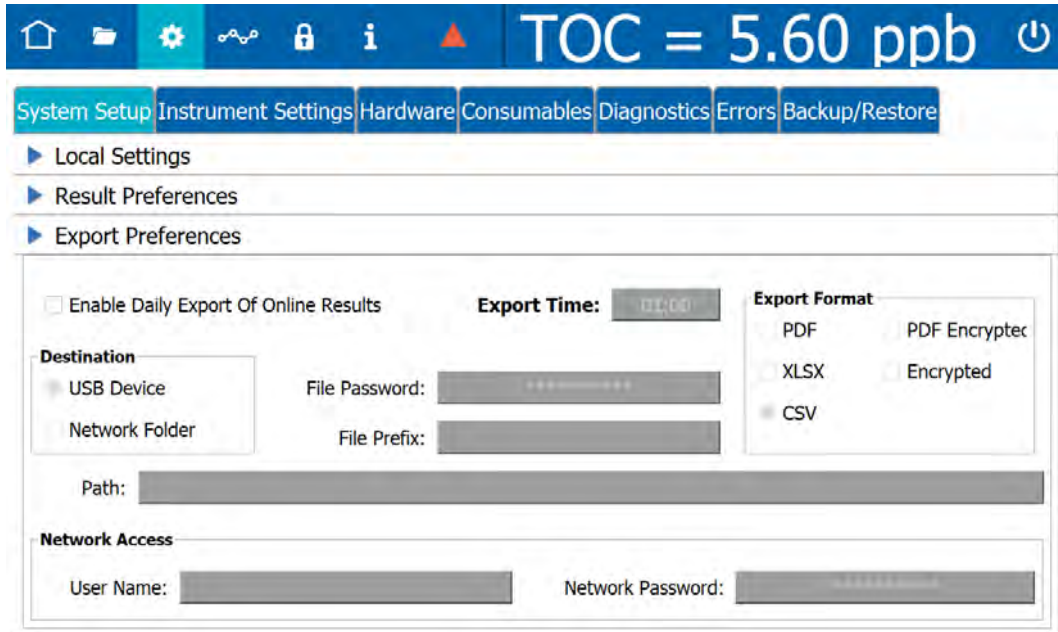 TOC = 5.60 ppb
System Setup Instrument Settings Hardware Consumables Diagnostics Errors Backup/Restore
Local Settings
Result Preferences
Export Preferences
Enable Daily Export Of Online Results Export Time: 01:00 Export Format
PDF PDF Encrypted
Destination
USB Device File Password: *********** XLSX Encrypted
Network Folder File Prefix: CSV
Path:
Network Access
User Name: Network Password: ***********